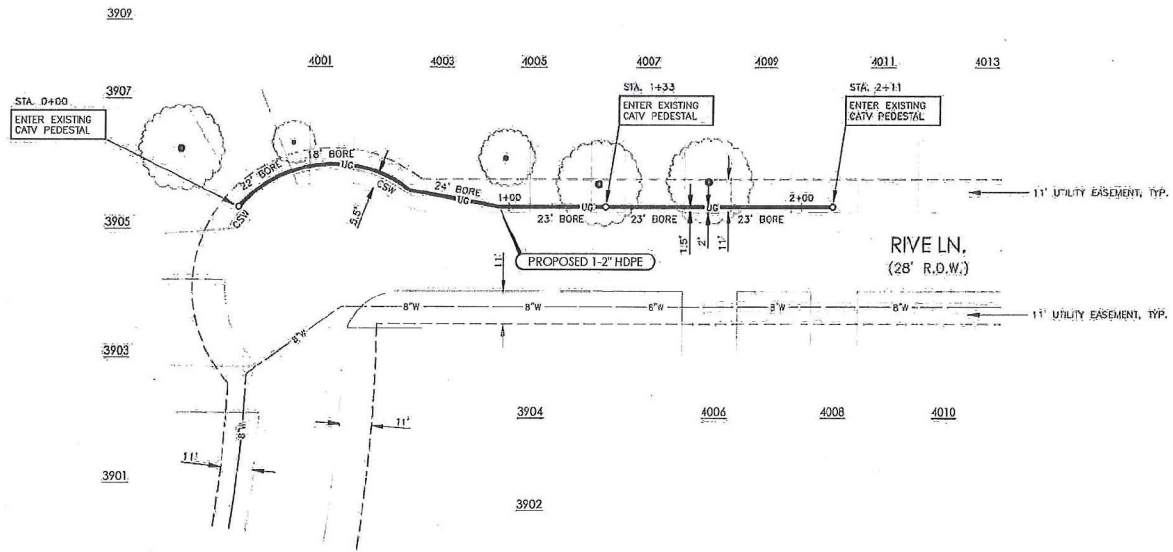 3909
4001
4003
4005
4007
4009
4011
4013
3907
STA. 0+00
ENTER EXISTING
CATV PEDESTAL
STA. 1+33
ENTER EXISTING
CATV PEDESTAL
STA. 2+11
ENTER EXISTING
CATV PEDESTAL
22' BORE
18' BORE
UG
CSW
CSW
5.5'
24' BORE
UG
1+00
23' BORE
UG
23' BORE
UG
23' BORE
2+00
1.5'
2'
11'
11' UTILITY EASEMENT, TYP.
3905
PROPOSED 1-2" HDPE
RIVE LN.
(28' R.O.W.)
11'
8"W
8"W
8"W
8"W
8"W
8"W
11' UTILITY EASEMENT, TYP.
3903
3904
4006
4008
4010
8"W
11'
11'
3901
3902